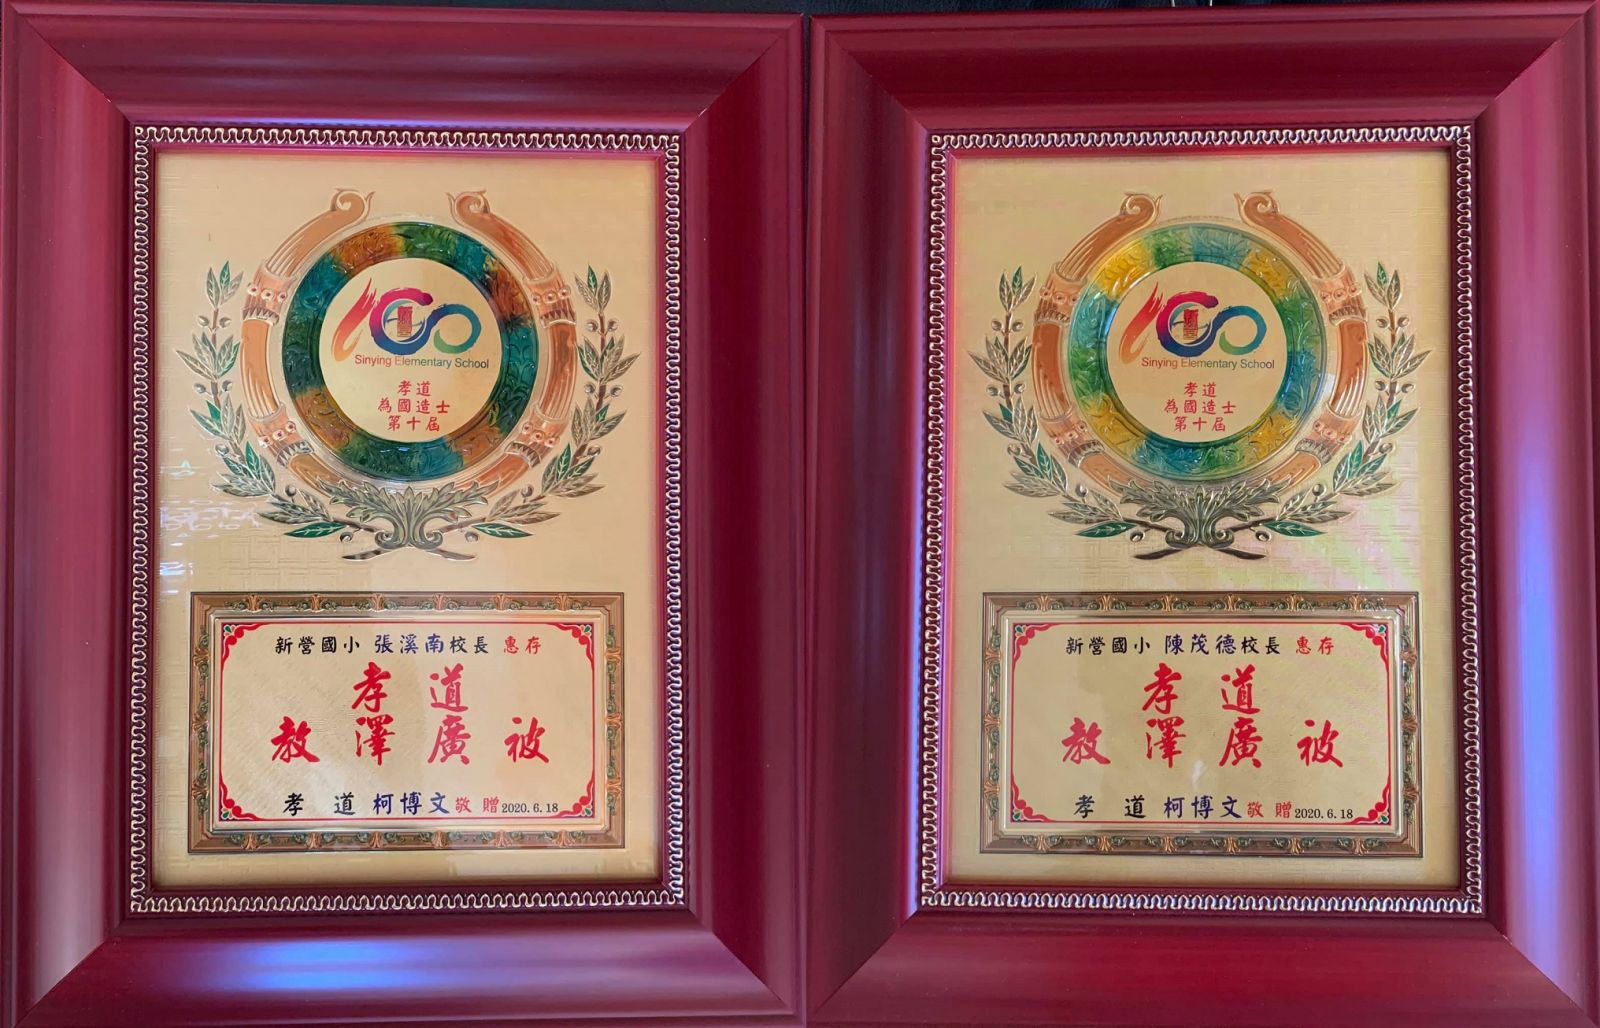 100
Sinying Elementary School
孝道
為國造士
第十屆
新營國小 張溪南校長 惠存
孝道
教澤廣被
孝 道 柯博文敬 贈2020.6.18
100
Sinying Elementary School
孝道
為國造士
第十屆
新營國小 陳茂德校長 惠存
孝道
教澤廣被
孝 道 柯博文敬 贈2020.6.18